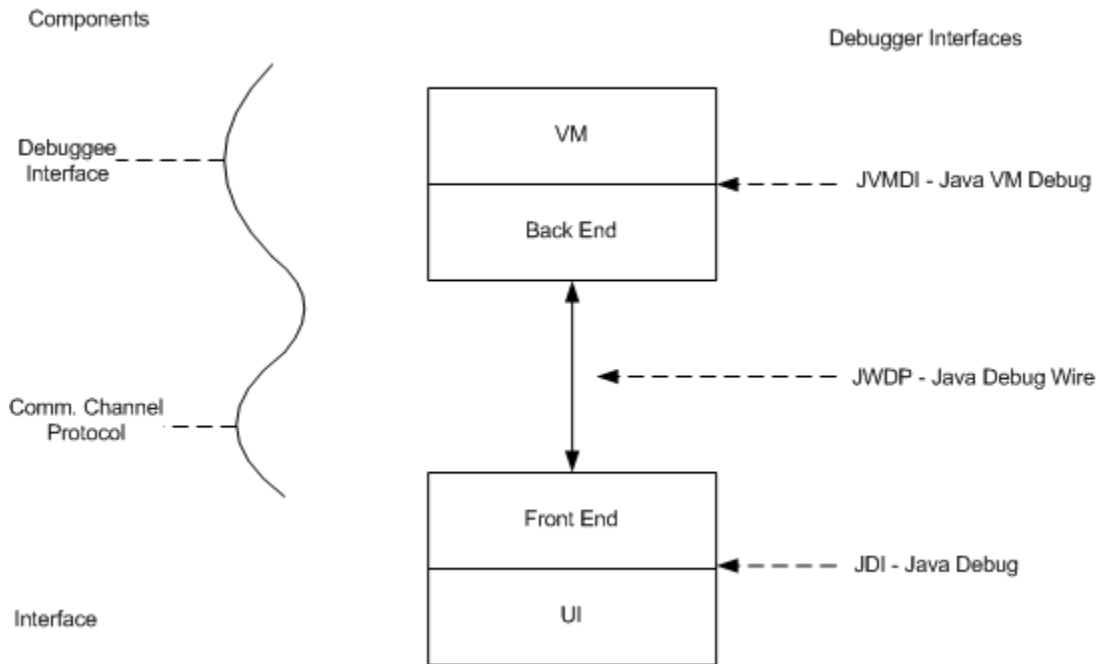 Components
Debugger Interfaces
VM
Debuggee
Interface
JVMDI - Java VM Debug
Back End
JWDP - Java Debug Wire
Comm. Channel
Protocol
Front End
JDI - Java Debug
Interface
UI